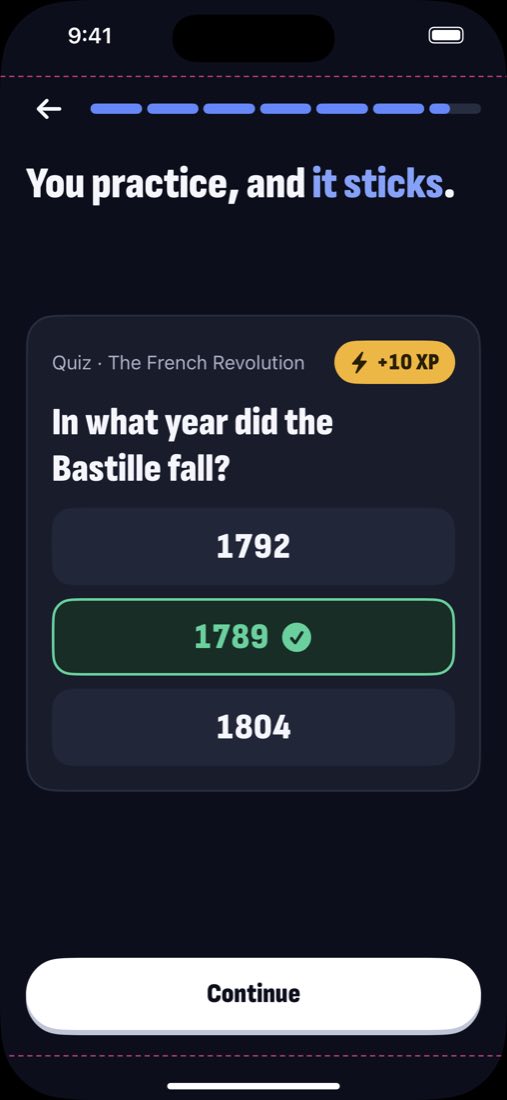 9:41
You practice, and it sticks.
Quiz · The French Revolution
+10 XP
In what year did the
Bastille fall?
1792
1789
1804
Continue